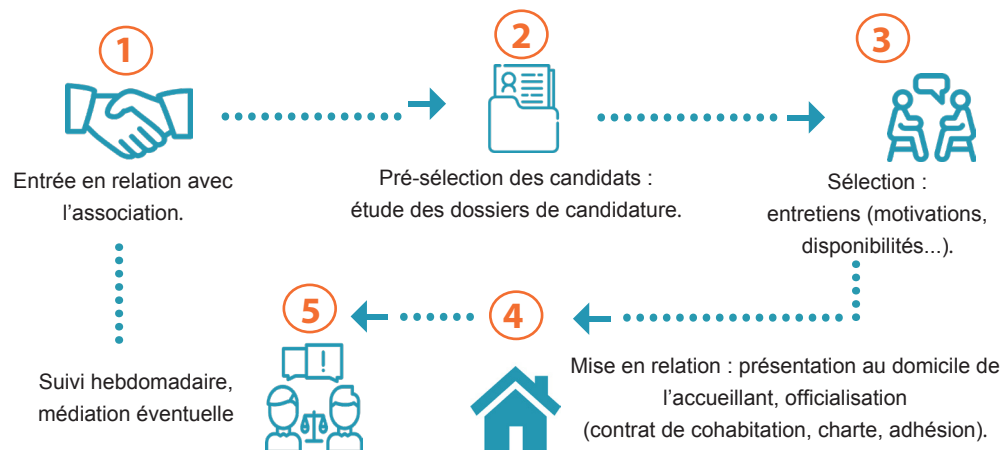 1
Entrée en relation avec
l’association.
2
Pré-sélection des candidats :
étude des dossiers de candidature.
3
Sélection :
entretiens (motivations,
disponibilités...).
4
Mise en relation : présentation au domicile de
l’accueillant, officialisation
(contrat de cohabitation, charte, adhésion).
5
!
Suivi hebdomadaire,
médiation éventuelle